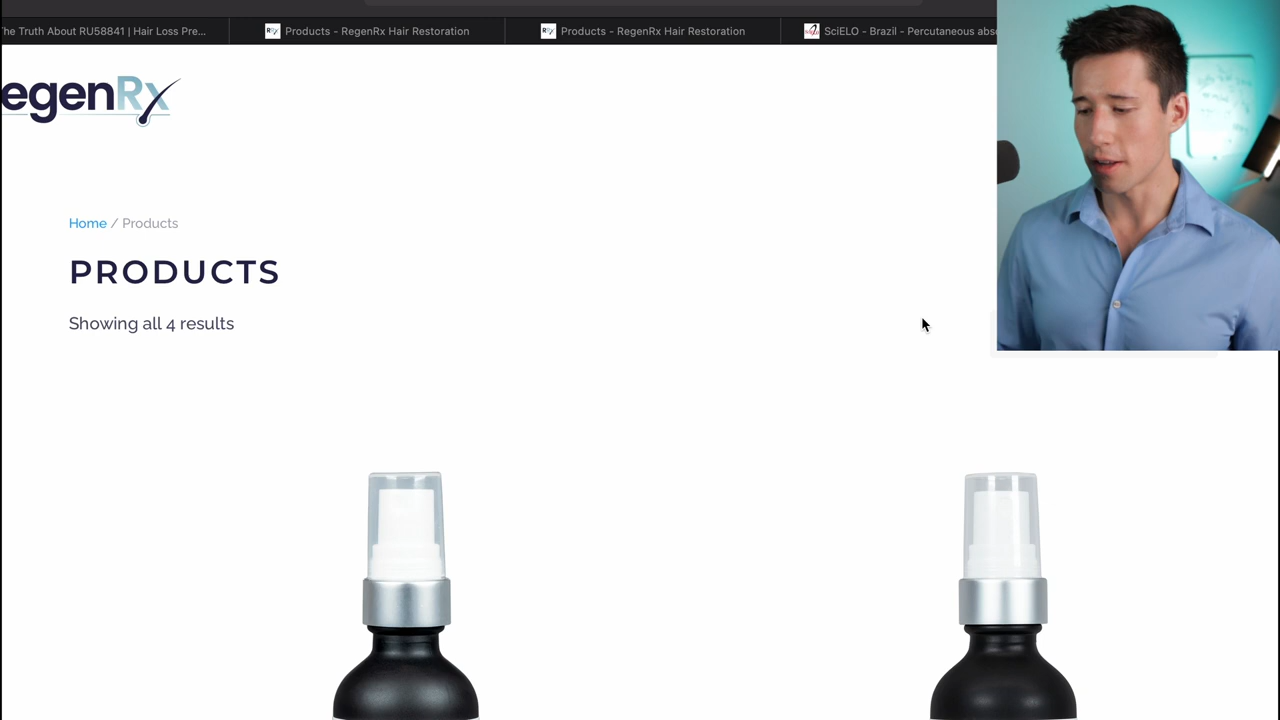 The Truth About RU58841 | Hair Loss Pre...
Products - RegenRx Hair Restoration
Products - RegenRx Hair Restoration
SciELO - Brazil - Percutaneous abs
egenRx
Home / Products
PRODUCTS
Showing all 4 results